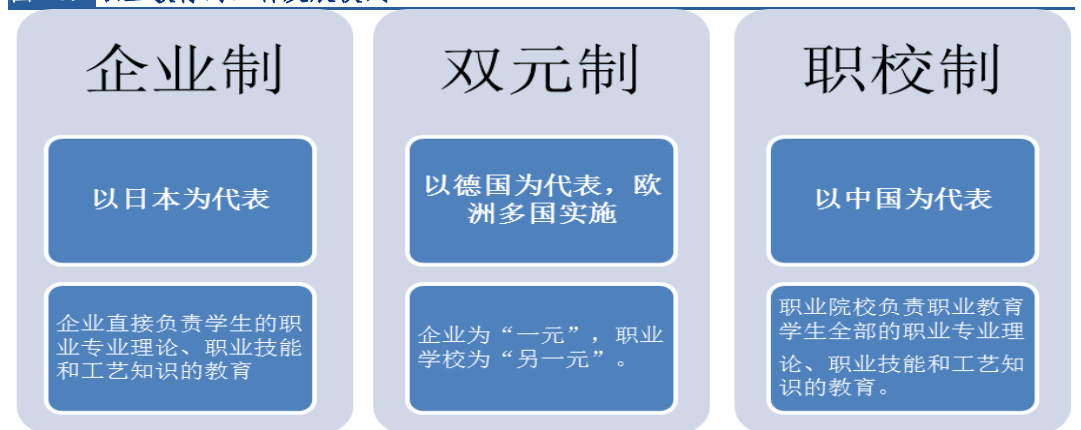 企业制
以日本为代表
企业直接负责学生的职
业专业理论、职业技能
和工艺知识的教育
双元制
以德国为代表，欧
洲多国实施
企业为“一元”，职业
学校为“另一元”。
职校制
以中国为代表
职业院校负责职业教育
学生全部的职业专业理
论、职业技能和工艺知
识的教育。